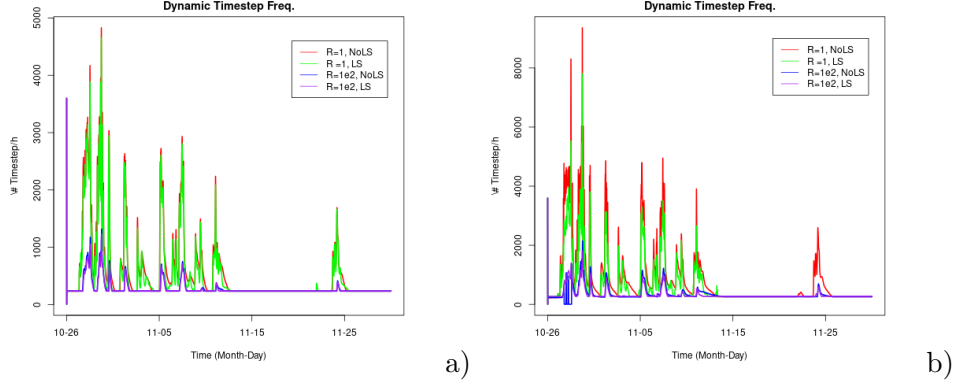 Dynamic Timestep Freq.
\# Timestep/h
0
1000
2000
3000
4000
5000
R=1, NoLS
R =1, LS
R=1e2, NoLS
R=1e2, LS
10-26
11-05
11-15
11-25
Time (Month-Day)
a)
Dynamic Timestep Freq.
\# Timestep/h
0
2000
4000
6000
8000
R=1, NoLS
R =1, LS
R=1e2, NoLS
R=1e2, LS
10-26
11-05
11-15
11-25
Time (Month-Day)
b)